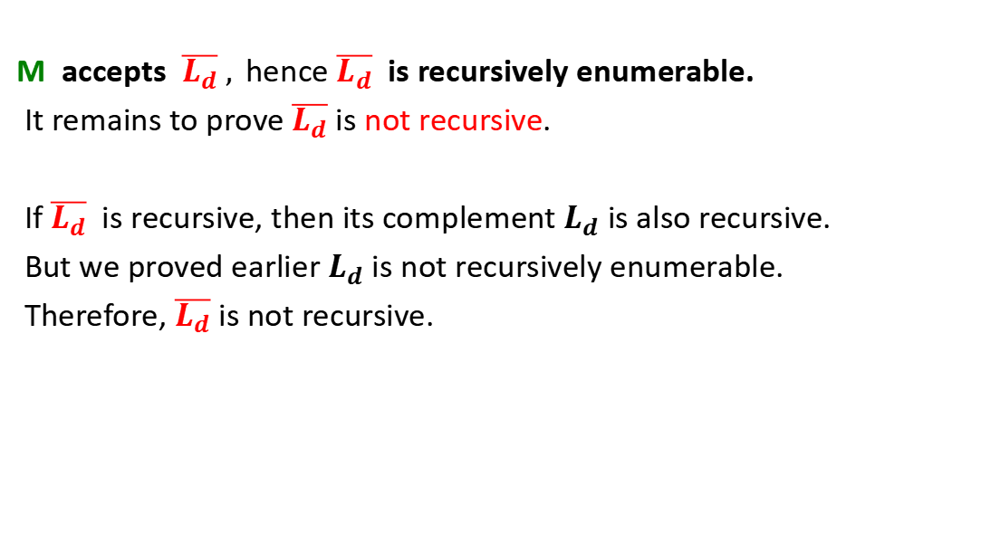 M accepts $\overline{L_d}$ , hence $\overline{L_d}$ is recursively enumerable.
It remains to prove $\overline{L_d}$ is not recursive.
If $\overline{L_d}$ is recursive, then its complement $L_d$ is also recursive.
But we proved earlier $L_d$ is not recursively enumerable.
Therefore, $\overline{L_d}$ is not recursive.